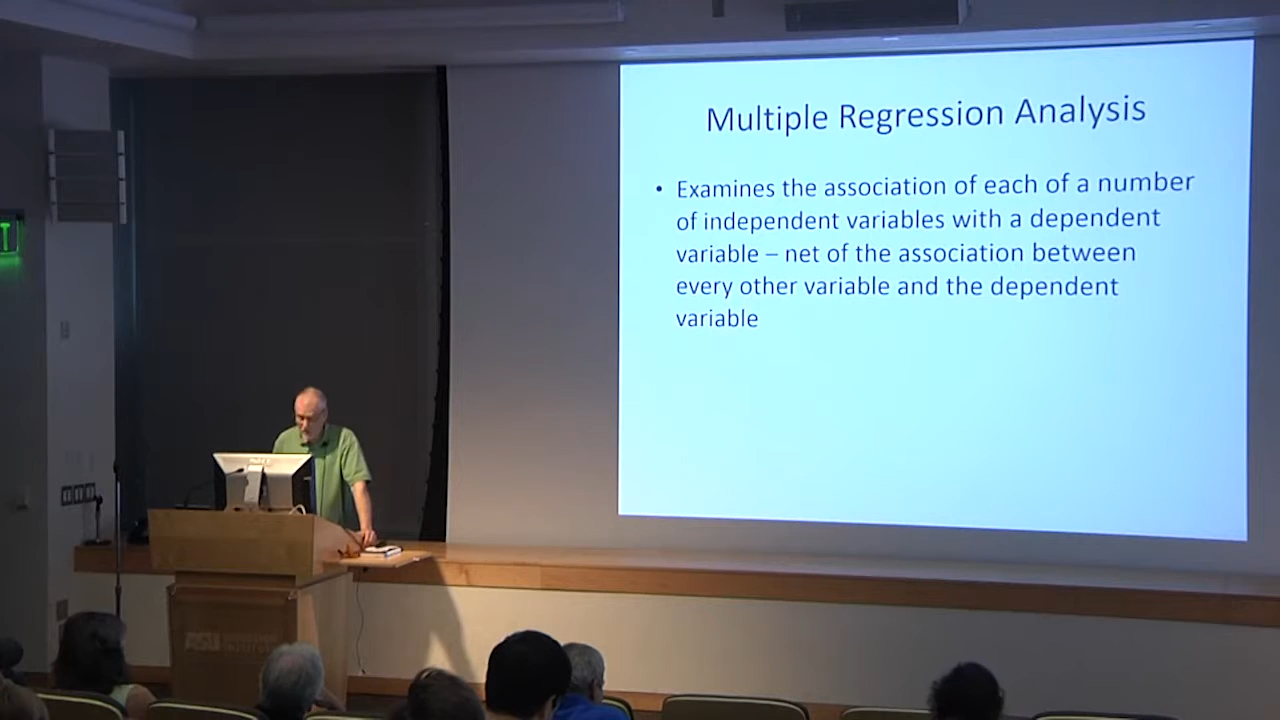 Multiple Regression Analysis
• Examines the association of each of a number
of independent variables with a dependent
variable – net of the association between
every other variable and the dependent
variable
T
ASU